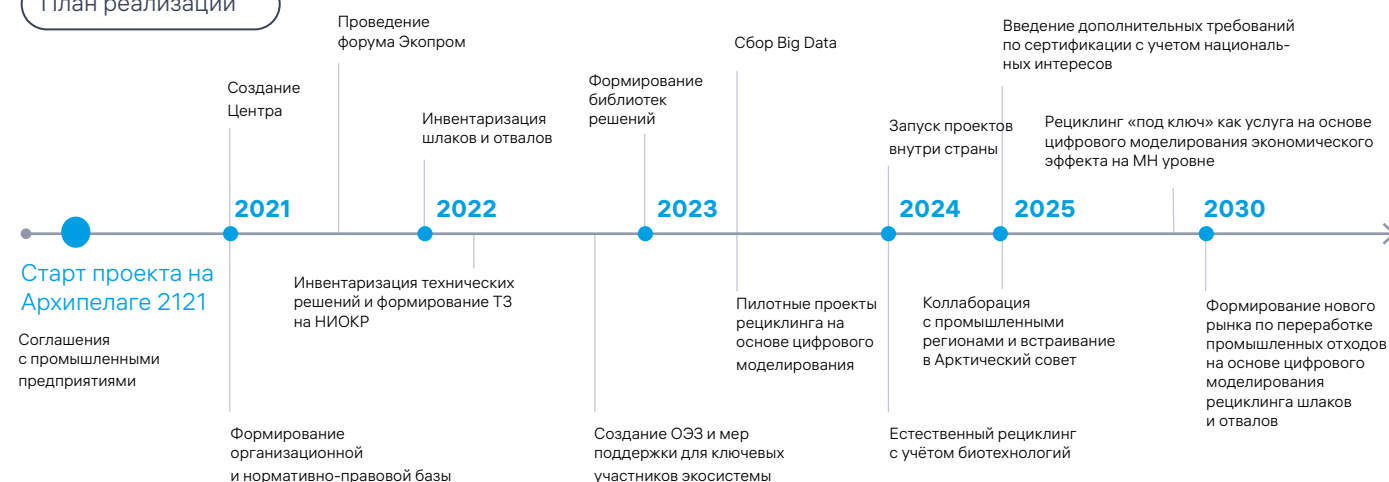 План реализации
Проведение
форума Экопром
Создание
Центра
Инвентаризация
шлаков и отвалов
Формирование
библиотек
решений
Сбор Big Data
Запуск проектов
внутри страны
Введение дополнительных требований
по сертификации с учетом националь-
ных интересов
Рециклинг «под ключ» как услуга на основе
цифрового моделирования экономического
эффекта на МН уровне
2021
2022
2023
2024
2025
2030
Старт проекта на
Архипелаге 2121
Соглашения
с промышленными
предприятиями
Формирование
организационной
и нормативно-правовой базы
Инвентаризация технических
решений и формирование ТЗ
на НИОКР
Создание ОЭЗ и мер
поддержки для ключевых
участников экосистемы
Пилотные проекты
рециклинга на
основе цифрового
моделирования
Естественный рециклинг
с учётом биотехнологий
Коллаборация
с промышленными
регионами и встраивание
в Арктический совет
Формирование нового
рынка по переработке
промышленных отходов
на основе цифрового
моделирования
рециклинга шлаков
и отвалов